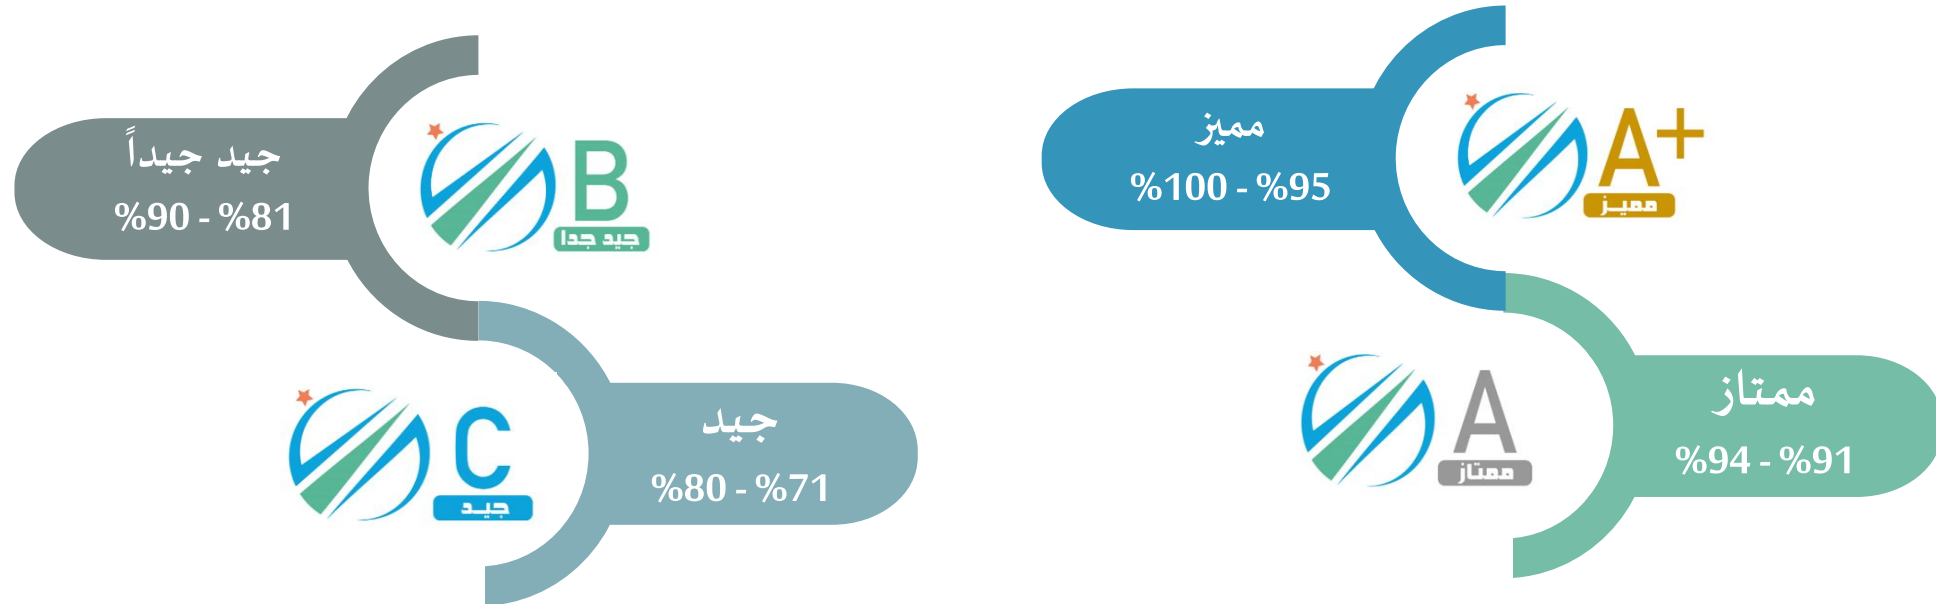 مميز
%100 - %95
A+
مميز
ممتاز
%94 - %91
A
ممتاز
جيد جيداً
%90 - %81
B
جيد جدا
جيد
%80 - %71
C
جيد